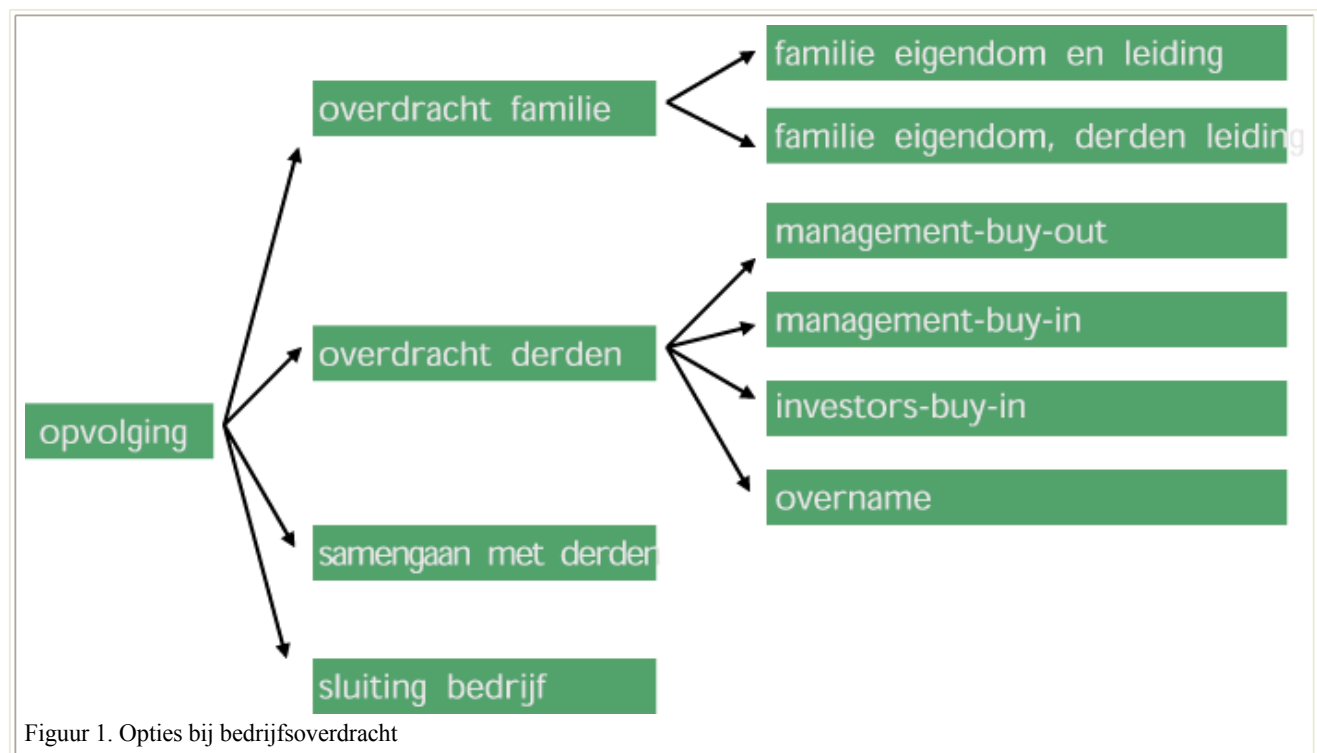 familie eigendom en leiding
overdracht familie
familie eigendom, derden leiding
management-buy-out
management-buy-in
overdracht derden
investors-buy-in
opvolging
overname
samengaan met derden
sluiting bedrijf
Figuur 1. Opties bij bedrijfsoverdracht